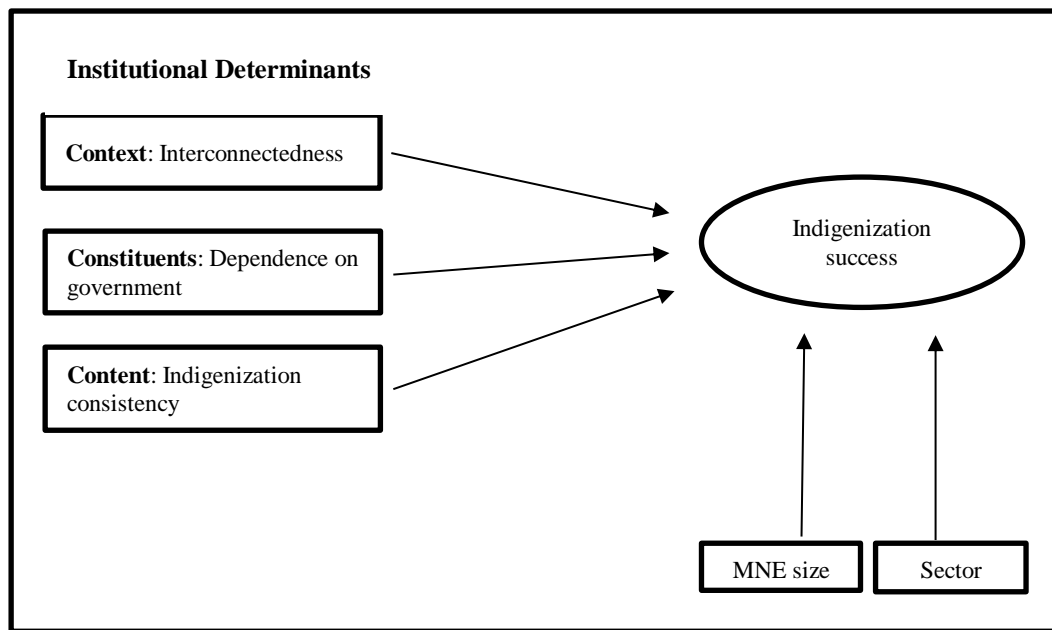 Institutional Determinants
Context: Interconnectedness
Constituents: Dependence on
government
Content: Indigenization
consistency
Indigenization
success
MNE size
Sector